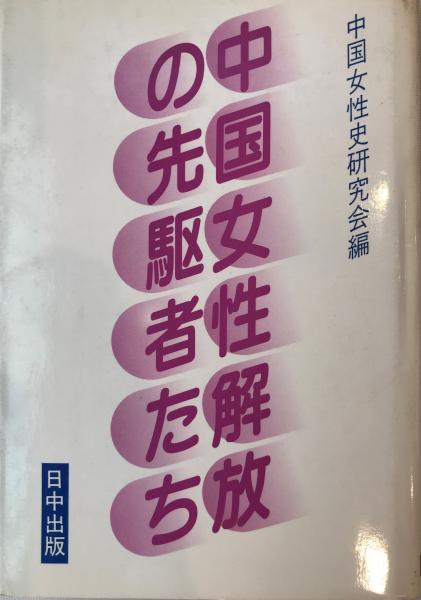 中国女性史研究会編
中国女性解放
の先駆者たち
日中出版